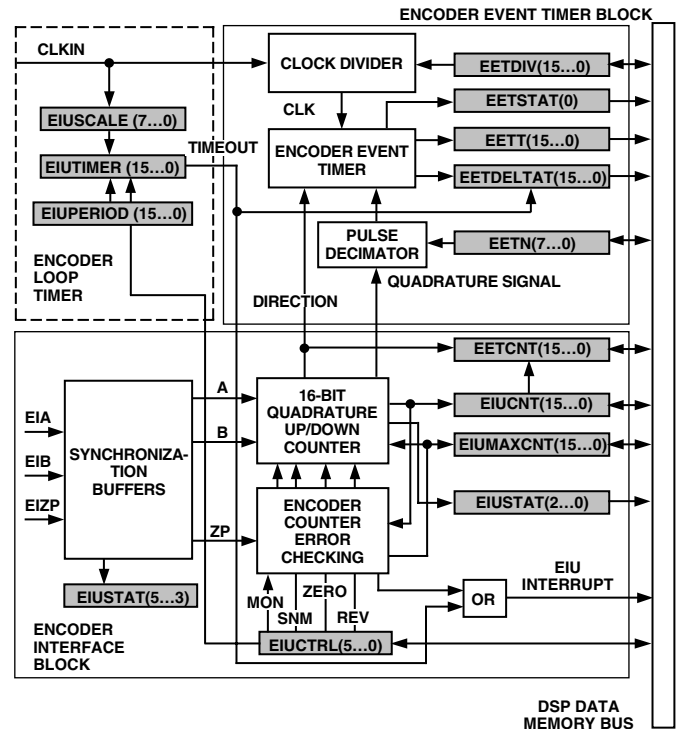 ENCODER EVENT TIMER BLOCK
CLKIN
CLOCK DIVIDER
EETDIV(15...0)
CLK
EETSTAT(0)
EIUSCALE (7...0)
TIMEOUT
ENCODER EVENT
TIMER
EETT(15...0)
EIUTIMER (15...0)
EETDELTAT(15...0)
EIUPERIOD (15...0)
PULSE
DECIMATOR
EETN(7...0)
ENCODER
LOOP
TIMER
DIRECTION
QUADRATURE SIGNAL
EETCNT(15...0)
A
16-BIT
QUADRATURE
UP/DOWN
COUNTER
EIUCNT(15...0)
EIA
B
EIB
SYNCHRONIZA-
TION
BUFFERS
EIUMAXCNT(15...0)
EIZP
ZP
ENCODER
COUNTER
ERROR
CHECKING
EIUSTAT(2...0)
EIU
INTERRUPT
EIUSTAT(5...3)
MON
SNM
ZERO
REV
OR
ENCODER
INTERFACE
BLOCK
EIUCTRL(5...0)
DSP DATA
MEMORY BUS